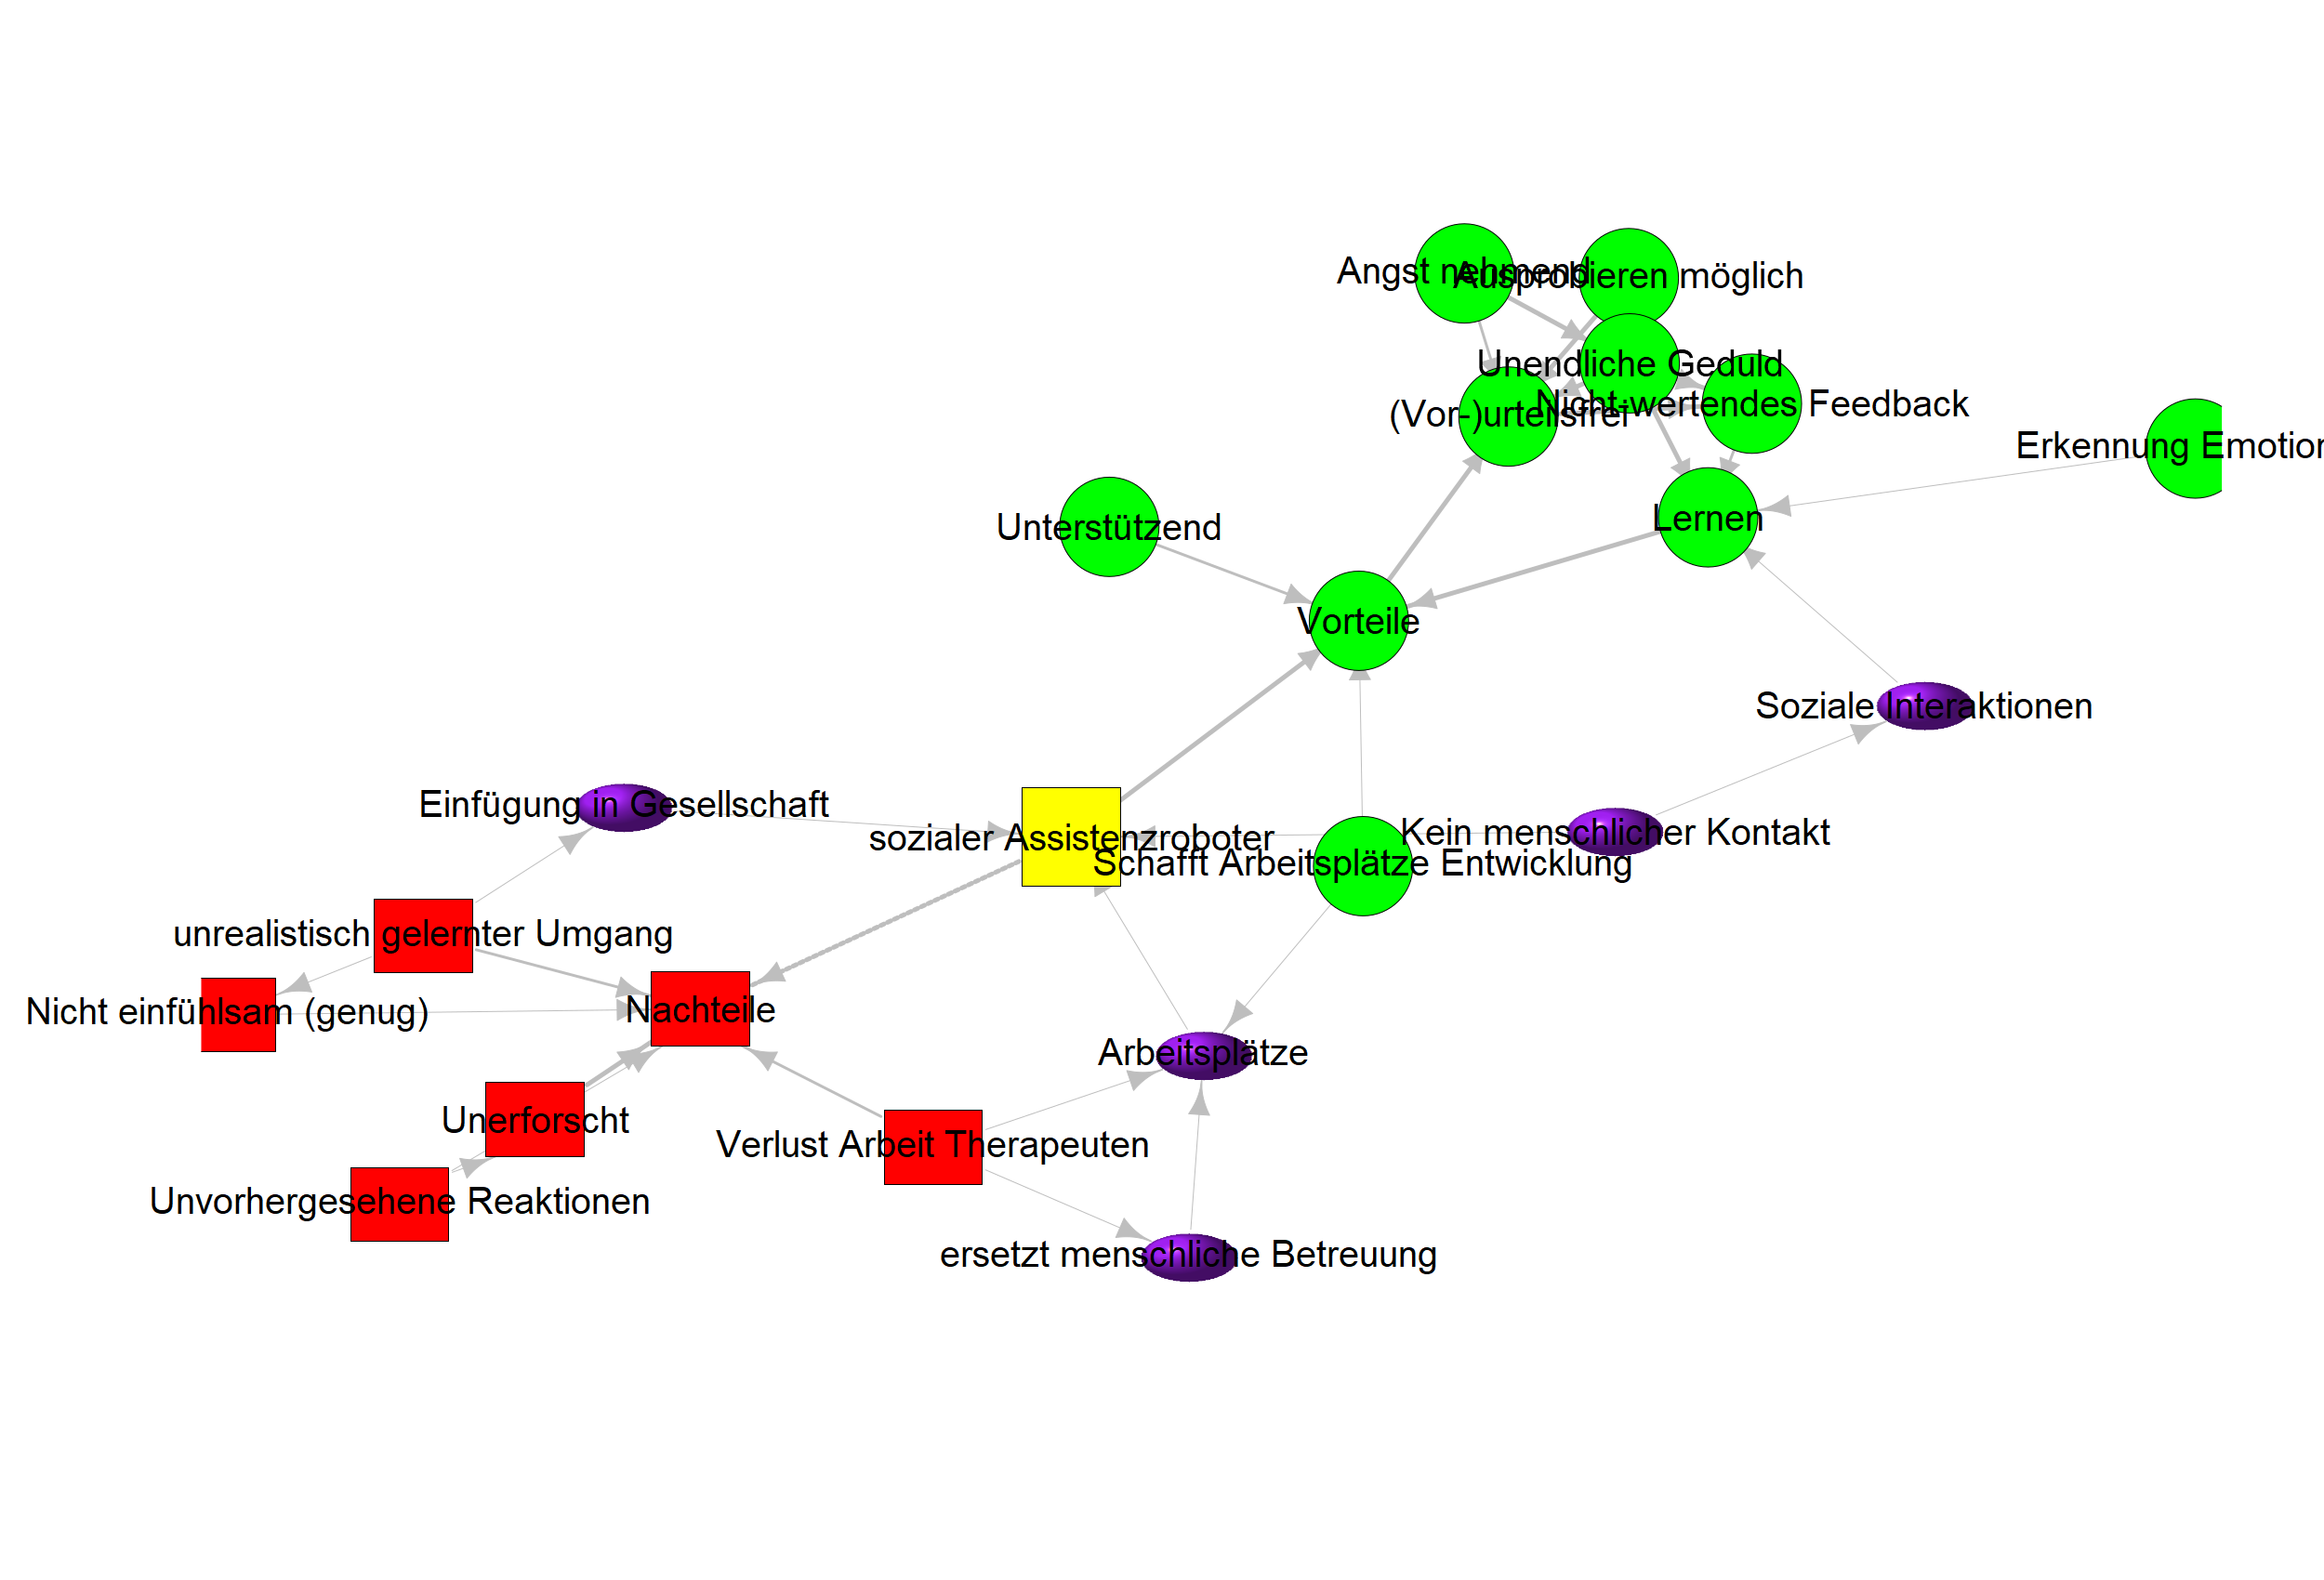 Angst nehmend
Ausprobieren möglich
Unendliche Geduld
Nicht-wertendes Feedback
(Vor-)urteilsfrei
Erkennung Emotion
Lernen
Unterstützend
Vorteile
Soziale Interaktionen
Einfügung in Gesellschaft
sozialer Assistenzroboter
Kein menschlicher Kontakt
Schafft Arbeitsplätze Entwicklung
unrealistisch gelernter Umgang
Nicht einfühlsam (genug)
Nachteile
Arbeitsplätze
Unerforscht
Verlust Arbeit Therapeuten
Unvorhergesehene Reaktionen
ersetzt menschliche Betreuung